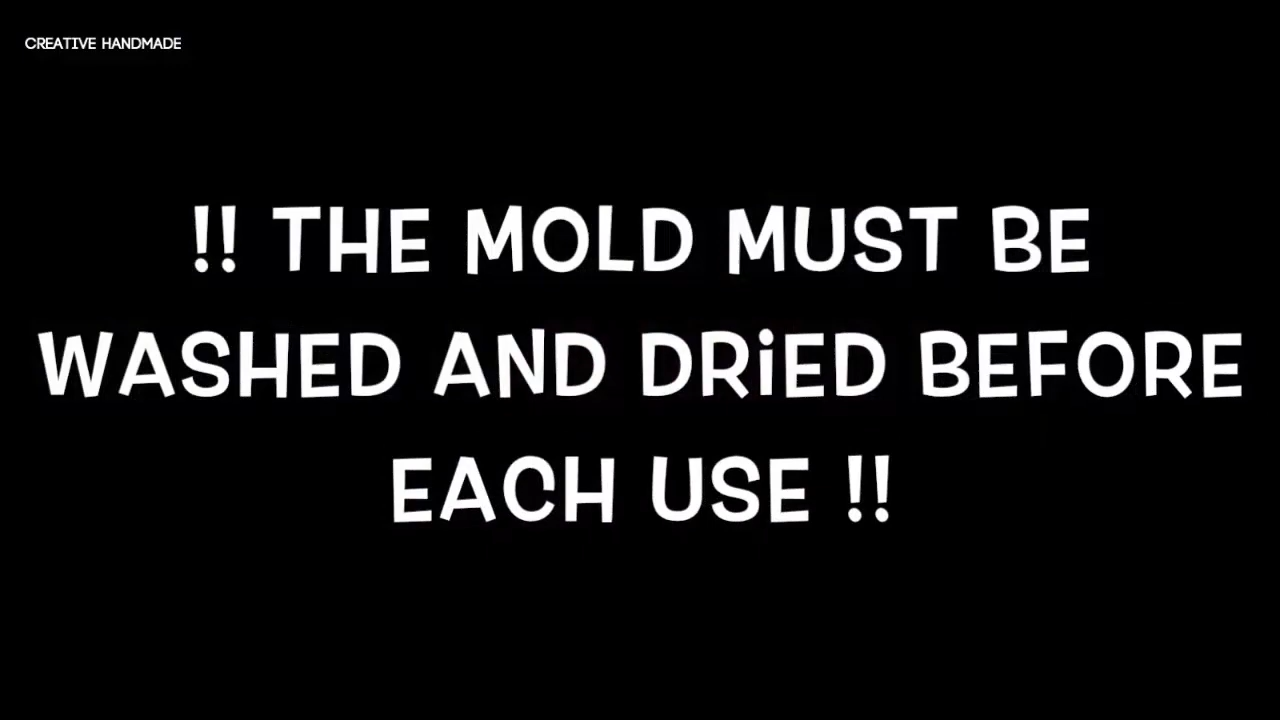 CREATIVE HANDMADE
!! THE MOLD MUST BE
WASHED AND DRiED BEFORE
EACH USE !!